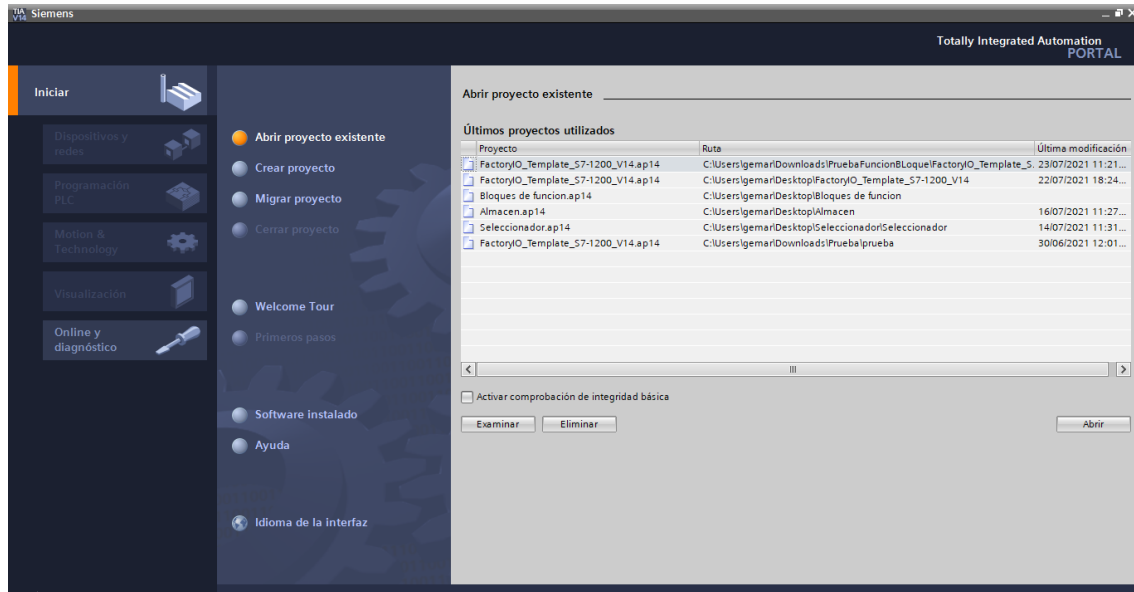 TIA V14 Siemens
Totally Integrated Automation
PORTAL
Iniciar
Dispositivos y
redes
Programación
PLC
Motion &
Technology
Visualización
Online y
diagnóstico
Abrir proyecto existente
Crear proyecto
Migrar proyecto
Cerrar proyecto
Welcome Tour
Primeros pasos
Software instalado
Ayuda
Idioma de la interfaz
Abrir proyecto existente
Últimos proyectos utilizados
Proyecto Ruta Última modificación
FactoryIO_Template_S7-1200_V14.ap14 C:\Users\gemar\Downloads\PruebaFuncionBLoque\FactoryIO_Template_S. 23/07/2021 11:21...
FactoryIO_Template_S7-1200_V14.ap14 C:\Users\gemar\Desktop\FactoryIO_Template_S7-1200_V14 22/07/2021 18:24...
Bloques de funcion.ap14 C:\Users\gemar\Desktop\Bloques de funcion
Almacen.ap14 C:\Users\gemar\Desktop\Almacen 16/07/2021 11:27...
Seleccionador.ap14 C:\Users\gemar\Desktop\Seleccionador\Seleccionador 14/07/2021 11:31...
FactoryIO_Template_S7-1200_V14.ap14 C:\Users\gemar\Downloads\Prueba\prueba 30/06/2021 12:01...
Activar comprobación de integridad básica
Examinar Eliminar Abrir